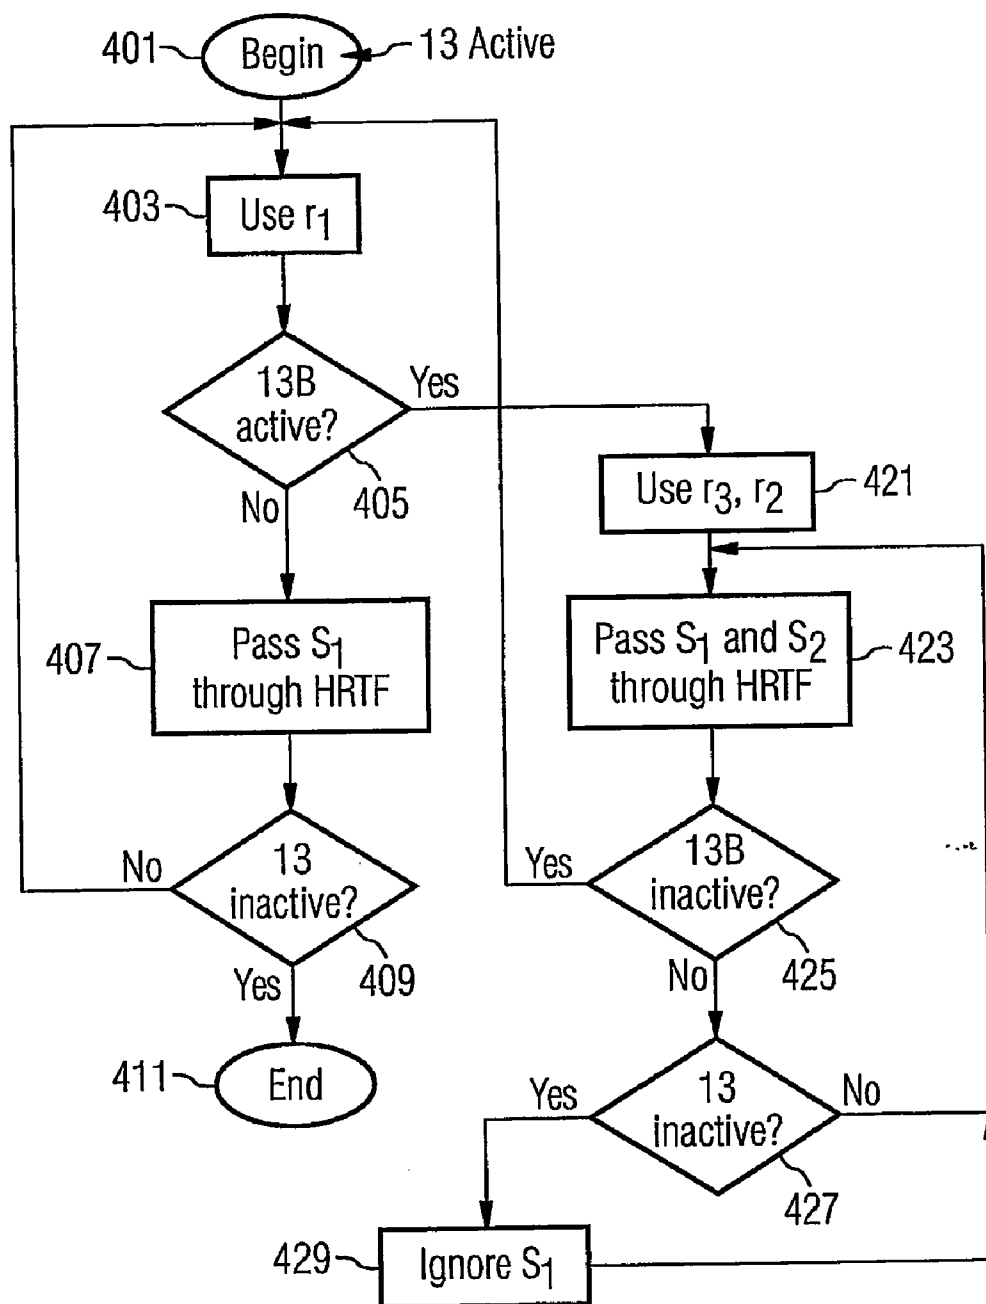 401
Begin
13 Active
403
Use r1
13B
active?
Yes
No
405
Use r3, r2
421
407
Pass S1
through HRTF
Pass S1 and S2
through HRTF
423
No
13
inactive?
409
Yes
Yes
13B
inactive?
425
No
411
End
Yes
13
inactive?
No
427
429
Ignore S1